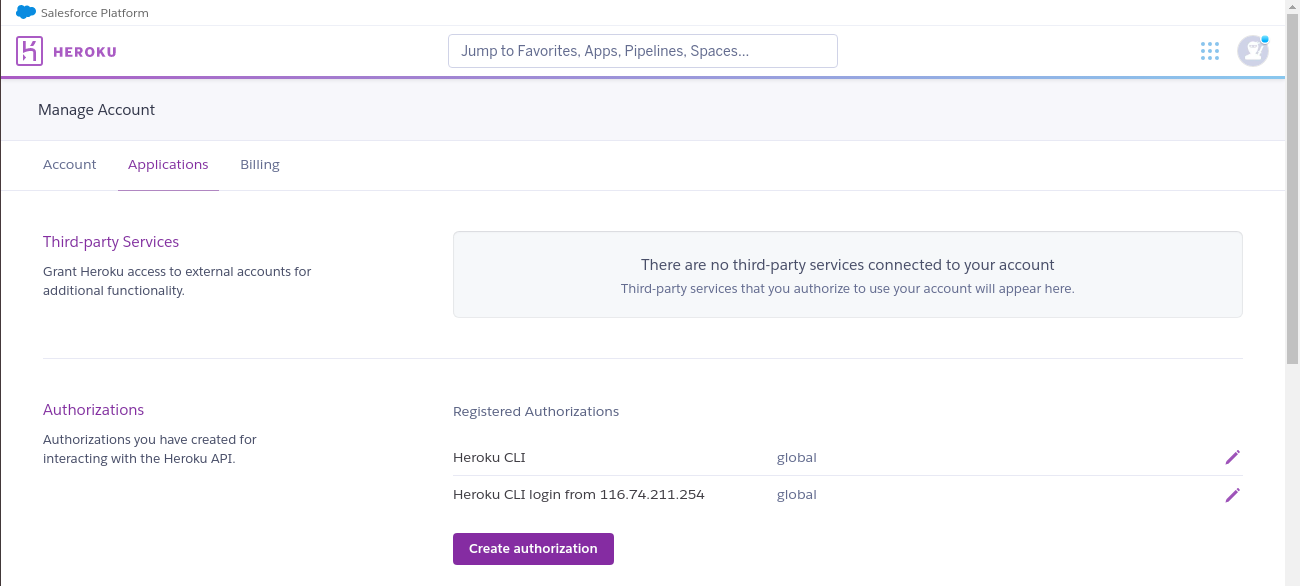 Salesforce Platform
HEROKU
Jump to Favorites, Apps, Pipelines, Spaces...
Manage Account
Account Applications Billing
Third-party Services
Grant Heroku access to external accounts for
additional functionality.
There are no third-party services connected to your account
Third-party services that you authorize to use your account will appear here.
Authorizations
Authorizations you have created for
interacting with the Heroku API.
Registered Authorizations
Heroku CLI global
Heroku CLI login from 116.74.211.254 global
Create authorization